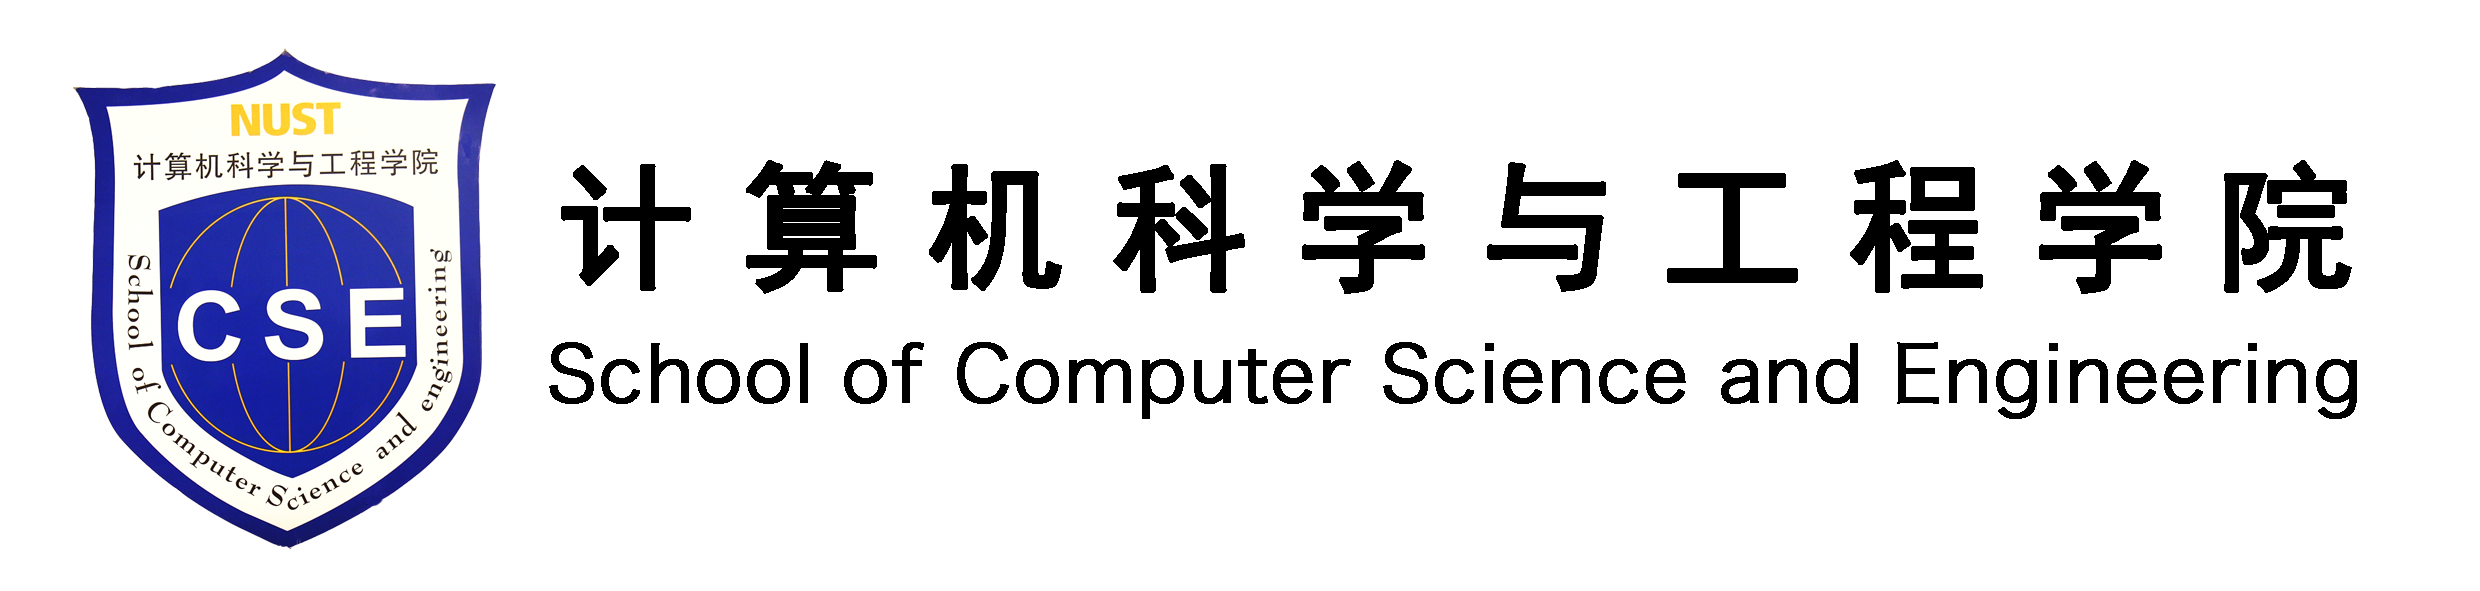 NUST
计算机科学与工程学院
CSE
School of Computer Science and engineering
计算机科学与工程学院
School of Computer Science and Engineering